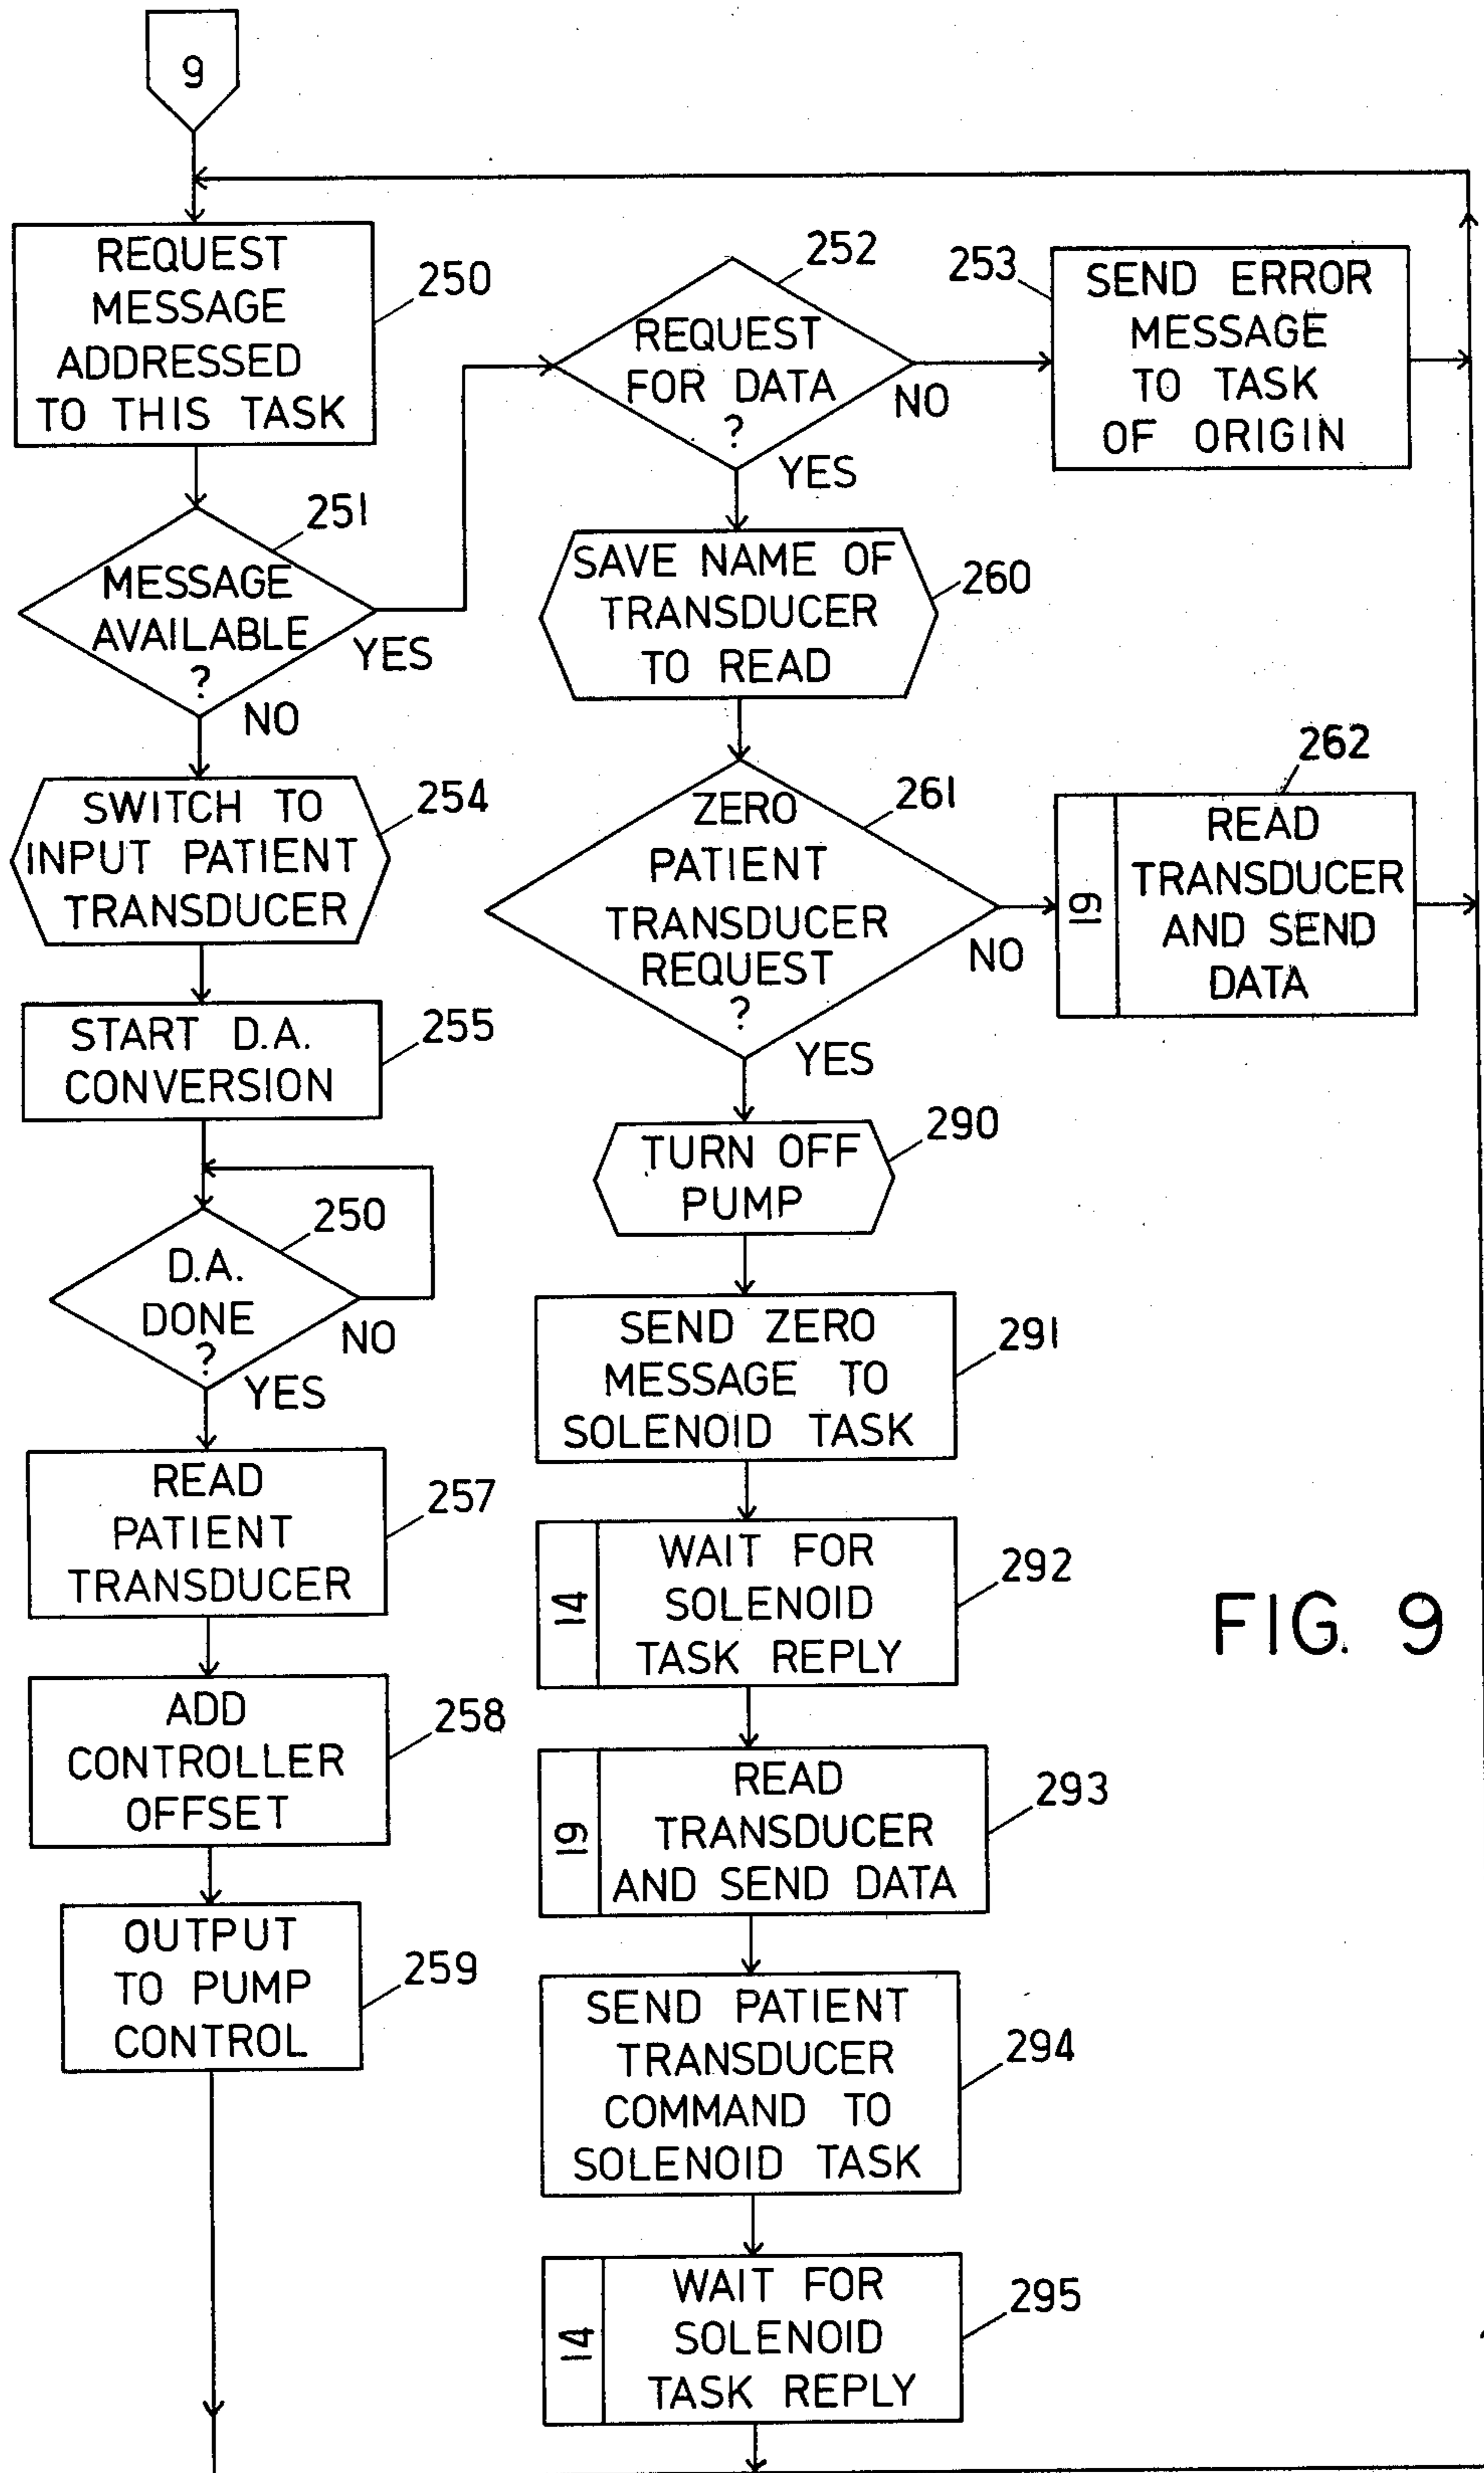 9
REQUEST
MESSAGE
ADDRESSED
TO THIS TASK
250
251
MESSAGE
AVAILABLE
?
YES
NO
SWITCH TO
INPUT PATIENT
TRANSDUCER
254
START D.A.
CONVERSION
255
250
D.A.
DONE
?
NO
YES
READ
PATIENT
TRANSDUCER
257
ADD
CONTROLLER
OFFSET
258
OUTPUT
TO PUMP
CONTROL
259
252
REQUEST
FOR DATA
?
NO
YES
253
SEND ERROR
MESSAGE
TO TASK
OF ORIGIN
SAVE NAME OF
TRANSDUCER
TO READ
260
261
ZERO
PATIENT
TRANSDUCER
REQUEST
?
NO
YES
262
19
READ
TRANSDUCER
AND SEND
DATA
TURN OFF
PUMP
290
SEND ZERO
MESSAGE TO
SOLENOID TASK
291
14
WAIT FOR
SOLENOID
TASK REPLY
292
19
READ
TRANSDUCER
AND SEND DATA
293
SEND PATIENT
TRANSDUCER
COMMAND TO
SOLENOID TASK
294
14
WAIT FOR
SOLENOID
TASK REPLY
295
FIG. 9